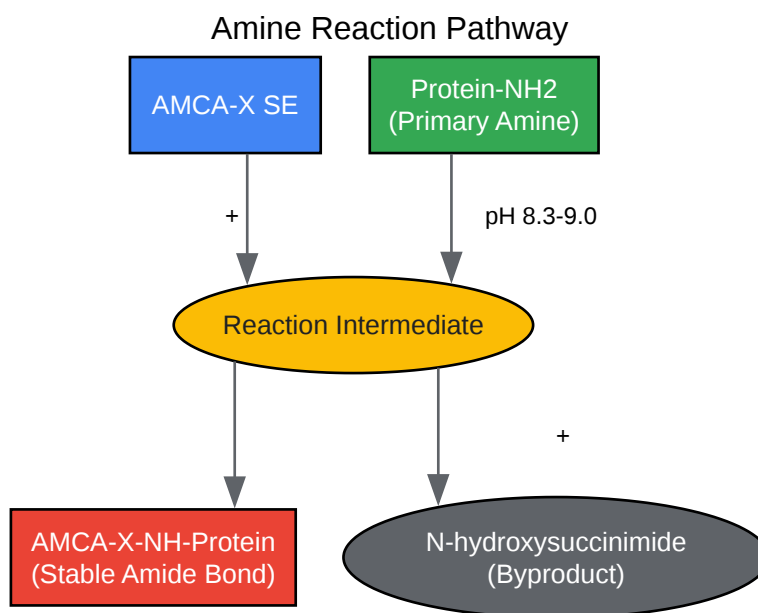 Amine Reaction Pathway
AMCA-X SE
Protein-NH2
(Primary Amine)
+
pH 8.3-9.0
Reaction Intermediate
+
AMCA-X-NH-Protein
(Stable Amide Bond)
N-hydroxysuccinimide
(Byproduct)